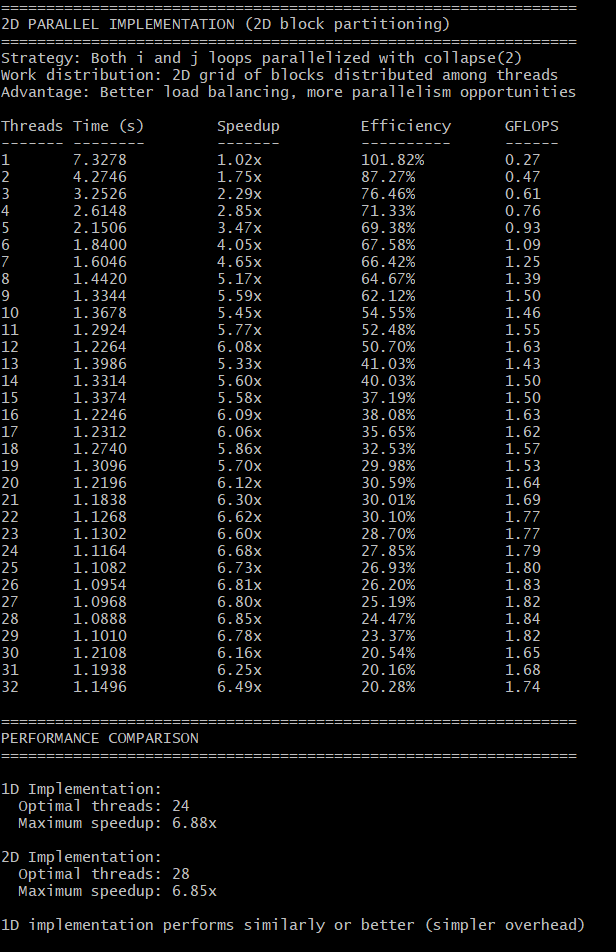 ================================================================
2D PARALLEL IMPLEMENTATION (2D block partitioning)
================================================================
Strategy: Both i and j loops parallelized with collapse(2)
Work distribution: 2D grid of blocks distributed among threads
Advantage: Better load balancing, more parallelism opportunities
Threads Time (s)        Speedup         Efficiency      GFLOPS
------- --------        -------         ----------      ------
1       7.3278          1.02x           101.82%         0.27
2       4.2746          1.75x           87.27%          0.47
3       3.2526          2.29x           76.46%          0.61
4       2.6148          2.85x           71.33%          0.76
5       2.1506          3.47x           69.38%          0.93
6       1.8400          4.05x           67.58%          1.09
7       1.6046          4.65x           66.42%          1.25
8       1.4420          5.17x           64.67%          1.39
9       1.3344          5.59x           62.12%          1.50
10      1.3678          5.45x           54.55%          1.46
11      1.2924          5.77x           52.48%          1.55
12      1.2264          6.08x           50.70%          1.63
13      1.3986          5.33x           41.03%          1.43
14      1.3314          5.60x           40.03%          1.50
15      1.3374          5.58x           37.19%          1.50
16      1.2246          6.09x           38.08%          1.63
17      1.2312          6.06x           35.65%          1.62
18      1.2740          5.86x           32.53%          1.57
19      1.3096          5.70x           29.98%          1.53
20      1.2196          6.12x           30.59%          1.64
21      1.1838          6.30x           30.01%          1.69
22      1.1268          6.62x           30.10%          1.77
23      1.1302          6.60x           28.70%          1.77
24      1.1164          6.68x           27.85%          1.79
25      1.1082          6.73x           26.93%          1.80
26      1.0954          6.81x           26.20%          1.83
27      1.0968          6.80x           25.19%          1.82
28      1.0888          6.85x           24.47%          1.84
29      1.1010          6.78x           23.37%          1.82
30      1.2108          6.16x           20.54%          1.65
31      1.1938          6.25x           20.16%          1.68
32      1.1496          6.49x           20.28%          1.74
================================================================
PERFORMANCE COMPARISON
================================================================
1D Implementation:
  Optimal threads: 24
  Maximum speedup: 6.88x
2D Implementation:
  Optimal threads: 28
  Maximum speedup: 6.85x
1D implementation performs similarly or better (simpler overhead)